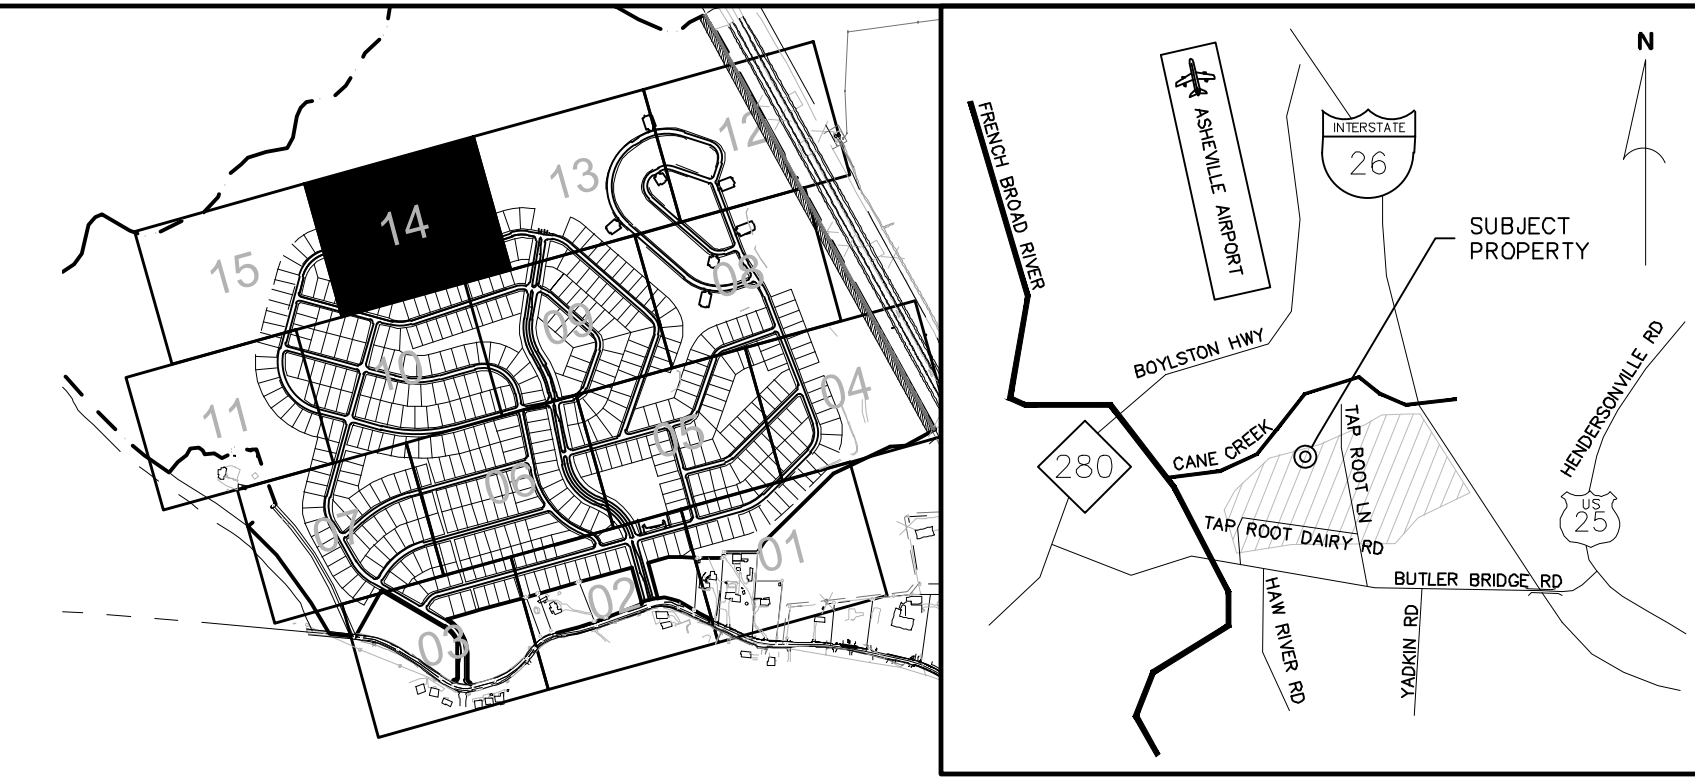 12
13
14
15
08
09
10
11
04
05
06
07
01
02
03
N
INTERSTATE
26
ASHEVILLE AIRPORT
FRENCH BROAD RIVER
SUBJECT
PROPERTY
BOYLSTON HWY
HENDERSONVILLE RD
CANE CREEK
TAP ROOT LN
280
US
25
TAP ROOT DAIRY RD
BUTLER BRIDGE RD
HAW RIVER RD
YADKIN RD